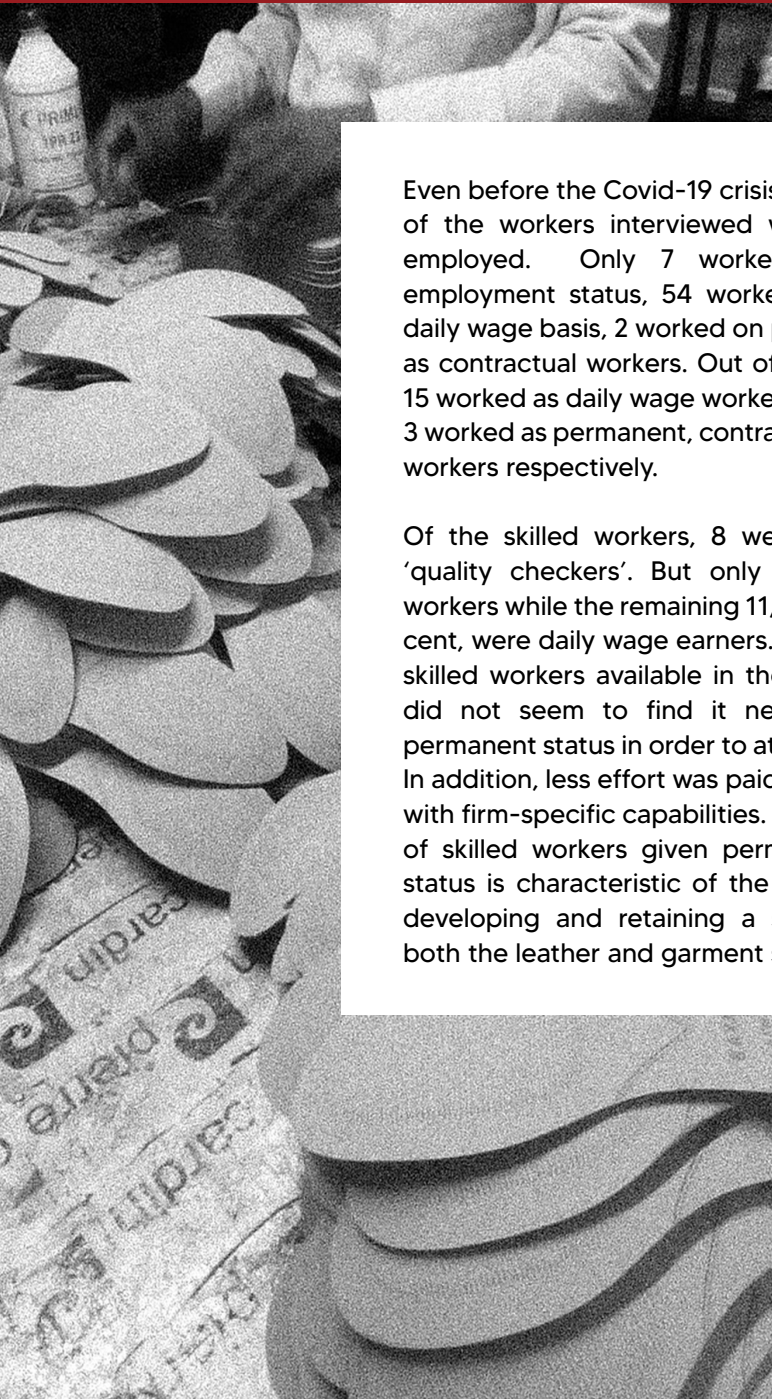 PRIM
Even before the Covid-19 crisis
of the workers interviewed
employed. Only 7 worke
employment status, 54 worke
daily wage basis, 2 worked on
as contractual workers. Out of
15 worked as daily wage worke
3 worked as permanent, contra
workers respectively.
Of the skilled workers, 8 we
‘quality checkers’. But only
workers while the remaining 11,
cent, were daily wage earners.
skilled workers available in the
did not seem to find it ne
permanent status in order to at
In addition, less effort was paid
with firm-specific capabilities.
of skilled workers given perm
status is characteristic of the
developing and retaining a
both the leather and garment
cardin
pierre c
cardin